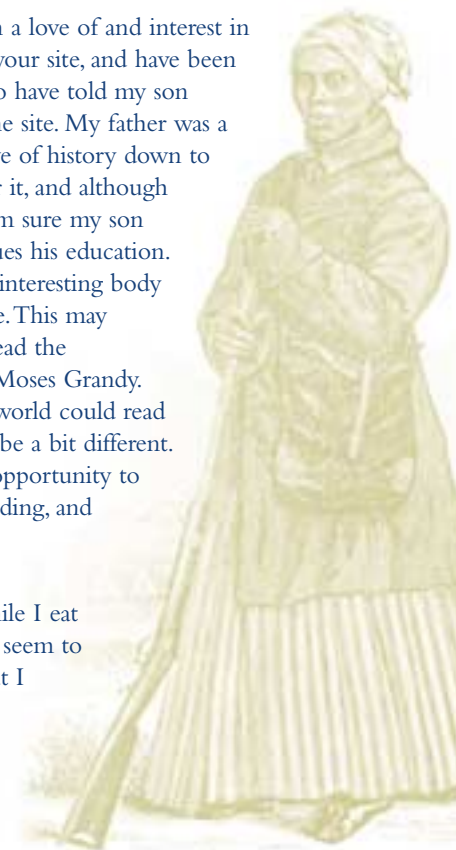 a love of and interest in
your site, and have been
have told my son
site. My father was a
of history down to
it, and although
sure my son
his education.
interesting body
This may
the
Moses Grandy.
world could read
be a bit different.
opportunity to
and
I eat
seem to
I